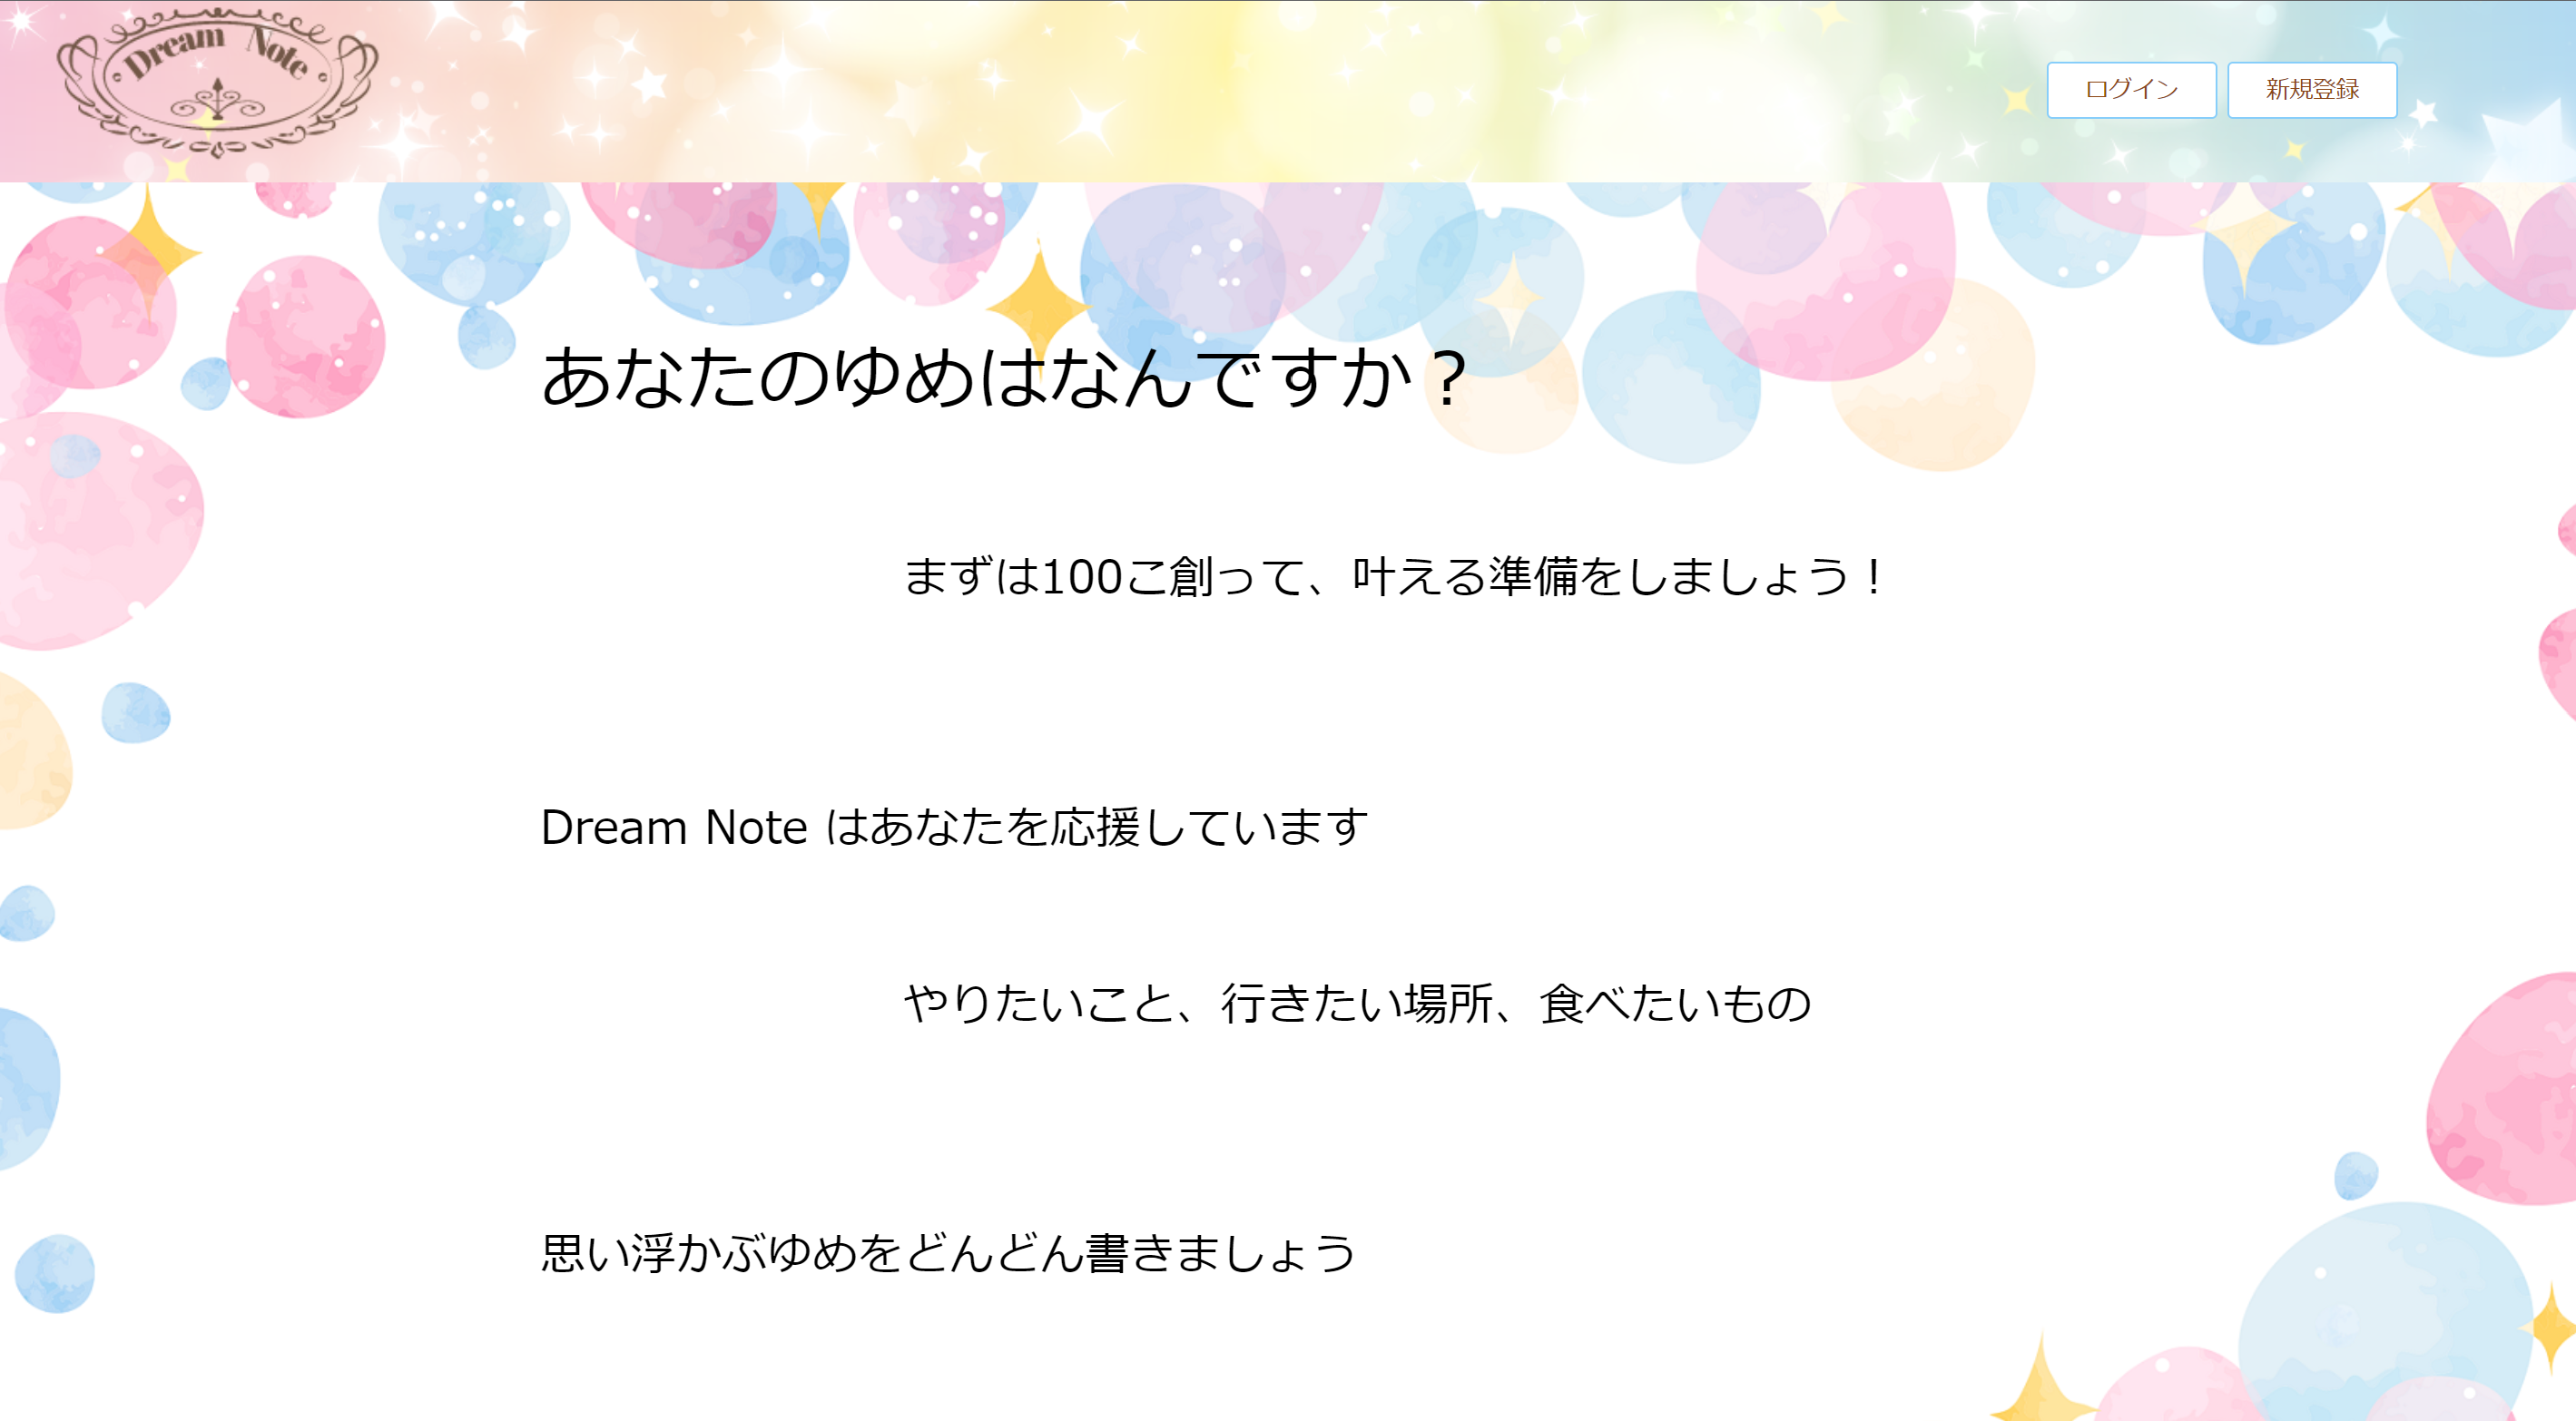 Dream Note
ログイン
新規登録
あなたのゆめはなんですか？
まずは100こ創って、叶える準備をしましょう！
Dream Note はあなたを応援しています
やりたいこと、行きたい場所、食べたいもの
思い浮かぶゆめをどんどん書きましょう